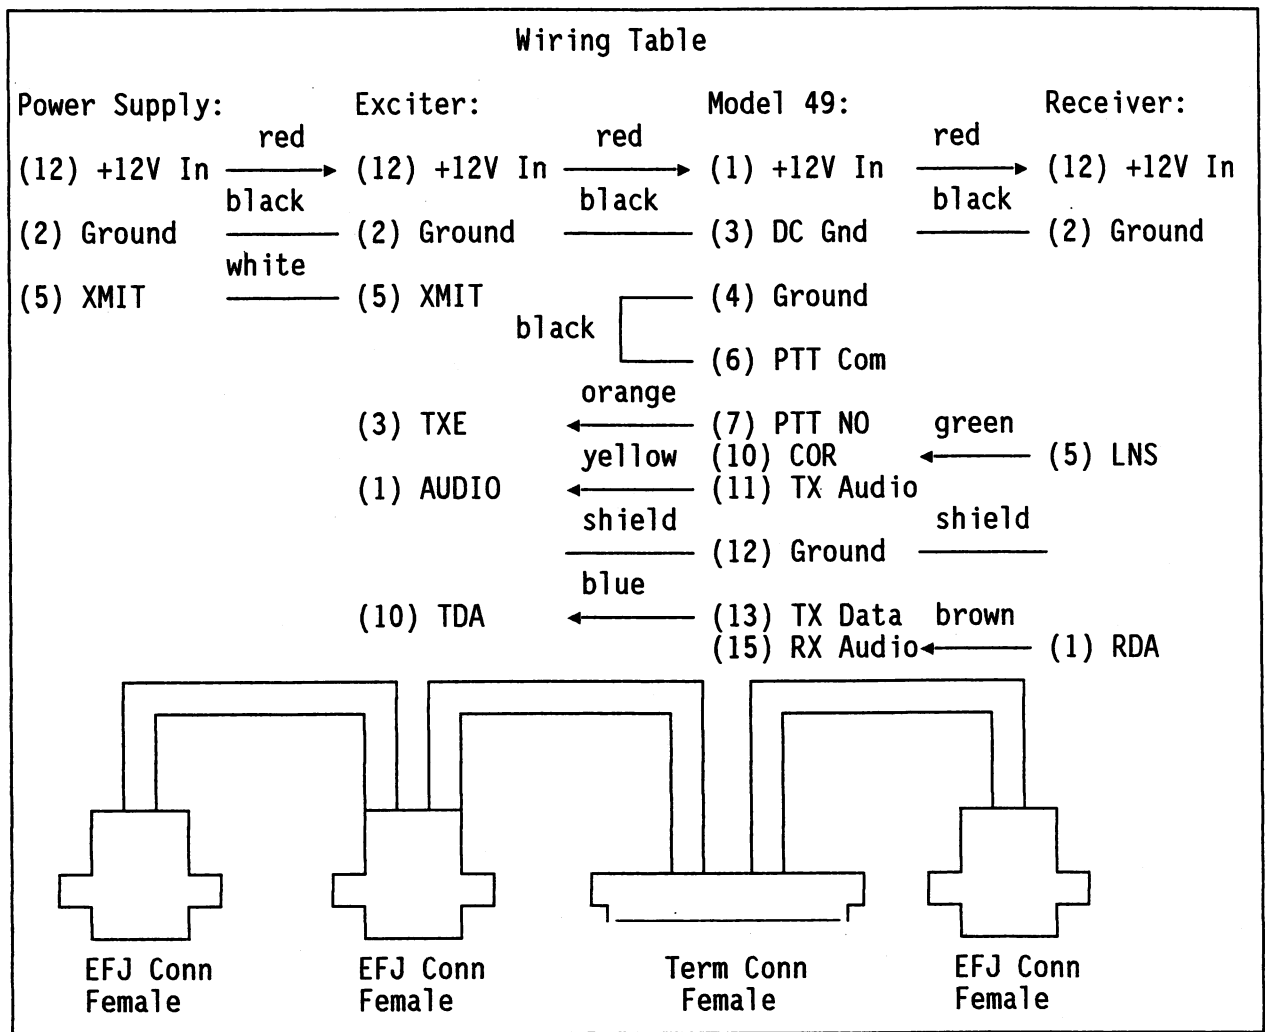 Wiring Table
Power Supply: Exciter: Model 49: Receiver:
red red red
(12) +12V In (12) +12V In (1) +12V In (12) +12V In
black black black
(2) Ground (2) Ground (3) DC Gnd (2) Ground
white
(5) XMIT (5) XMIT (4) Ground
black
(6) PTT Com
orange
(3) TXE (7) PTT NO green
yellow (10) COR (5) LNS
(1) AUDIO (11) TX Audio
shield shield
(12) Ground
blue
(10) TDA (13) TX Data brown
(15) RX Audio (1) RDA
EFJ Conn EFJ Conn Term Conn EFJ Conn
Female Female Female Female